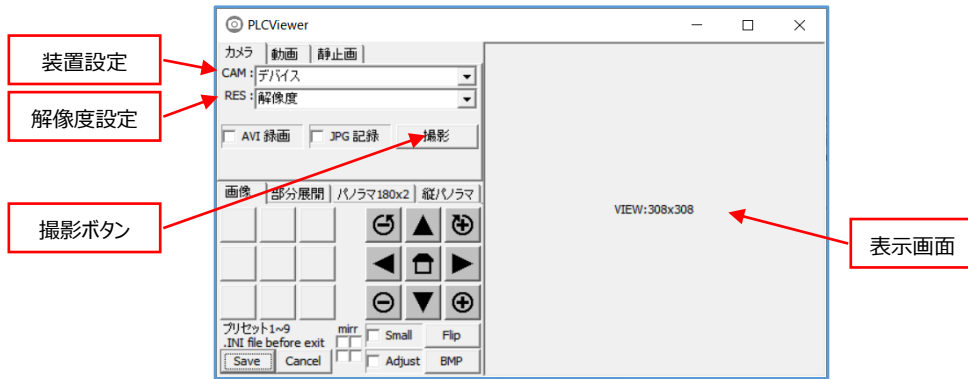 PLCViewer
カメラ 動画 静止画
装置設定
CAM : デバイス
RES : 解像度
解像度設定
AVI 録画 JPG 記録 撮影
画像 部分展開 パノラマ180x2 縦パノラマ
VIEW:308x308
撮影ボタン
表示画面
プリセット1~9 mirr Small Flip
.INI file before exit
Save Cancel Adjust BMP